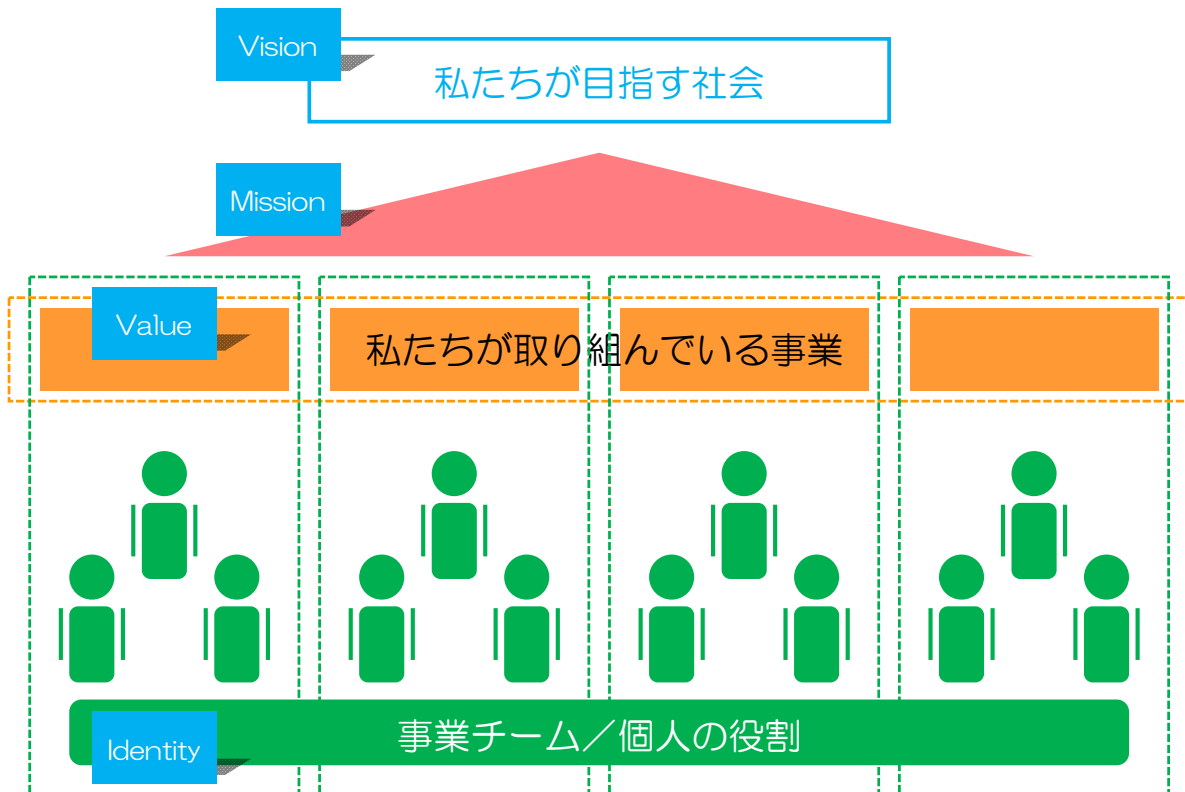 Vision
私たちが目指す社会
Mission
Value
私たちが取り組んでいる事業
事業チーム／個人の役割
Identity